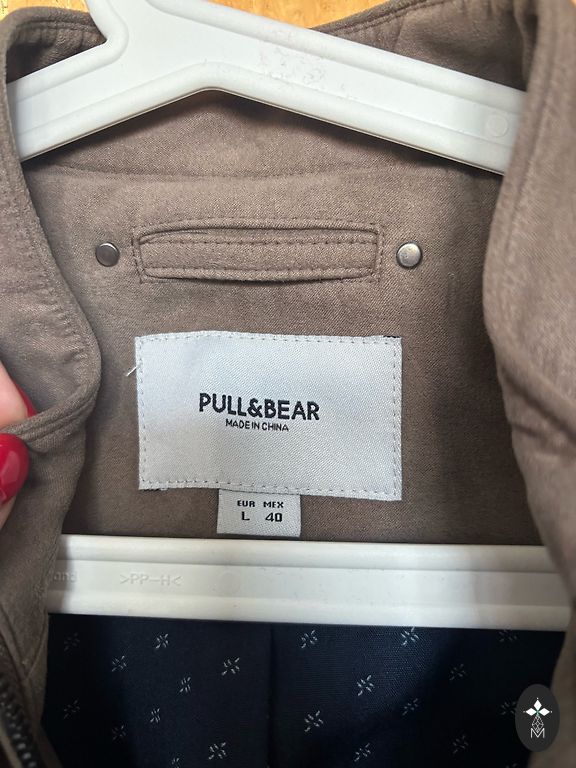 PULL&BEAR
MADE IN CHINA
EUR MEX
L 40
>PP-H<
M